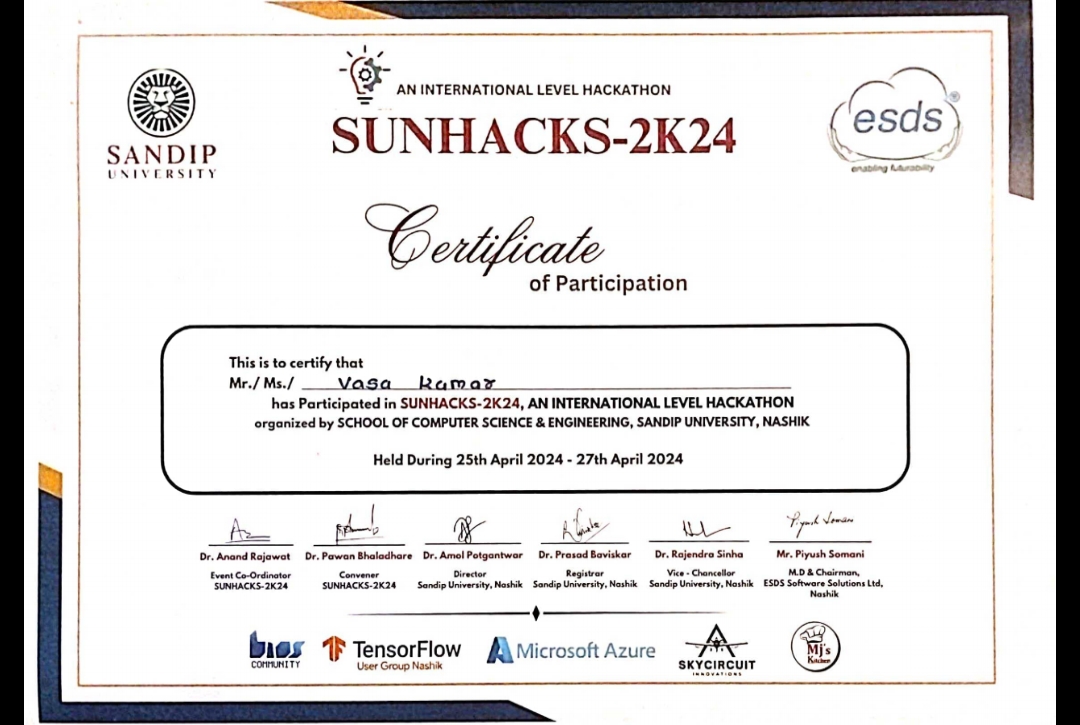 SANDIP
UNIVERSITY
AN INTERNATIONAL LEVEL HACKATHON
SUNHACKS-2K24
esds®
enabling futurability
Certificate
of Participation
This is to certify that
Mr./ Ms./ Vasa Kumar
has Participated in SUNHACKS-2K24, AN INTERNATIONAL LEVEL HACKATHON
organized by SCHOOL OF COMPUTER SCIENCE & ENGINEERING, SANDIP UNIVERSITY, NASHIK
Held During 25th April 2024 - 27th April 2024
Piyush Somani
Dr. Anand Rajawat
Event Co-Ordinator
SUNHACKS-2K24
Dr. Pawan Bhaladhare
Convener
SUNHACKS-2K24
Dr. Amol Potgantwar
Director
Sandip University, Nashik
Dr. Prasad Baviskar
Registrar
Sandip University, Nashik
Dr. Rajendra Sinha
Vice - Chancellor
Sandip University, Nashik
Mr. Piyush Somani
M.D & Chairman,
ESDS Software Solutions Ltd,
Nashik
bios
COMMUNITY
TensorFlow
User Group Nashik
Microsoft Azure
SKYCIRCUIT
INNOVATIONS
Mj's
Kitchen